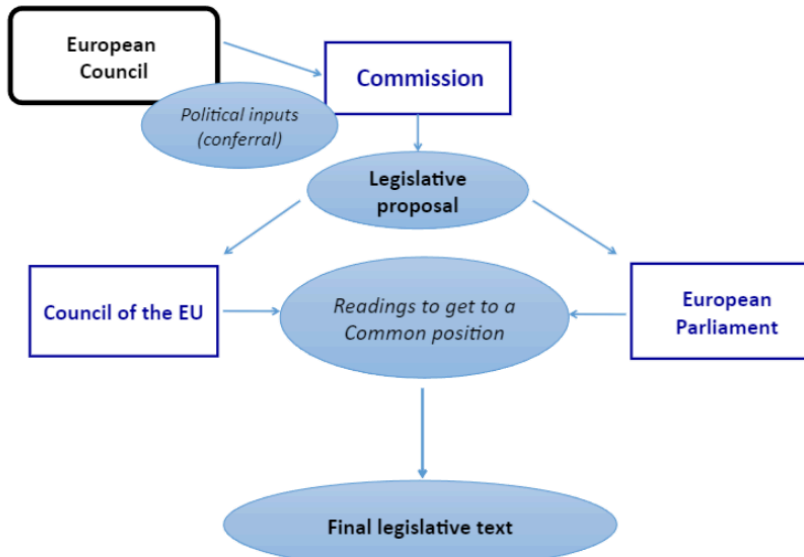 European
Council
Commission
Political inputs
(conferral)
Legislative
proposal
Council of the EU
Readings to get to a
Common position
European
Parliament
Final legislative text